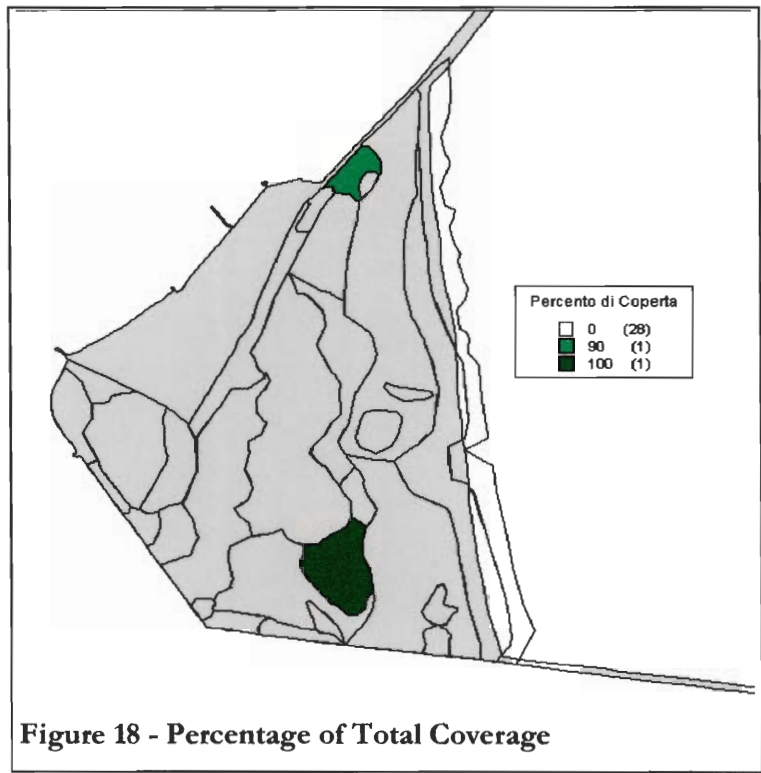 Percento di Coperta
0 (28)
90 (1)
100 (1)
Figure 18 - Percentage of Total Coverage